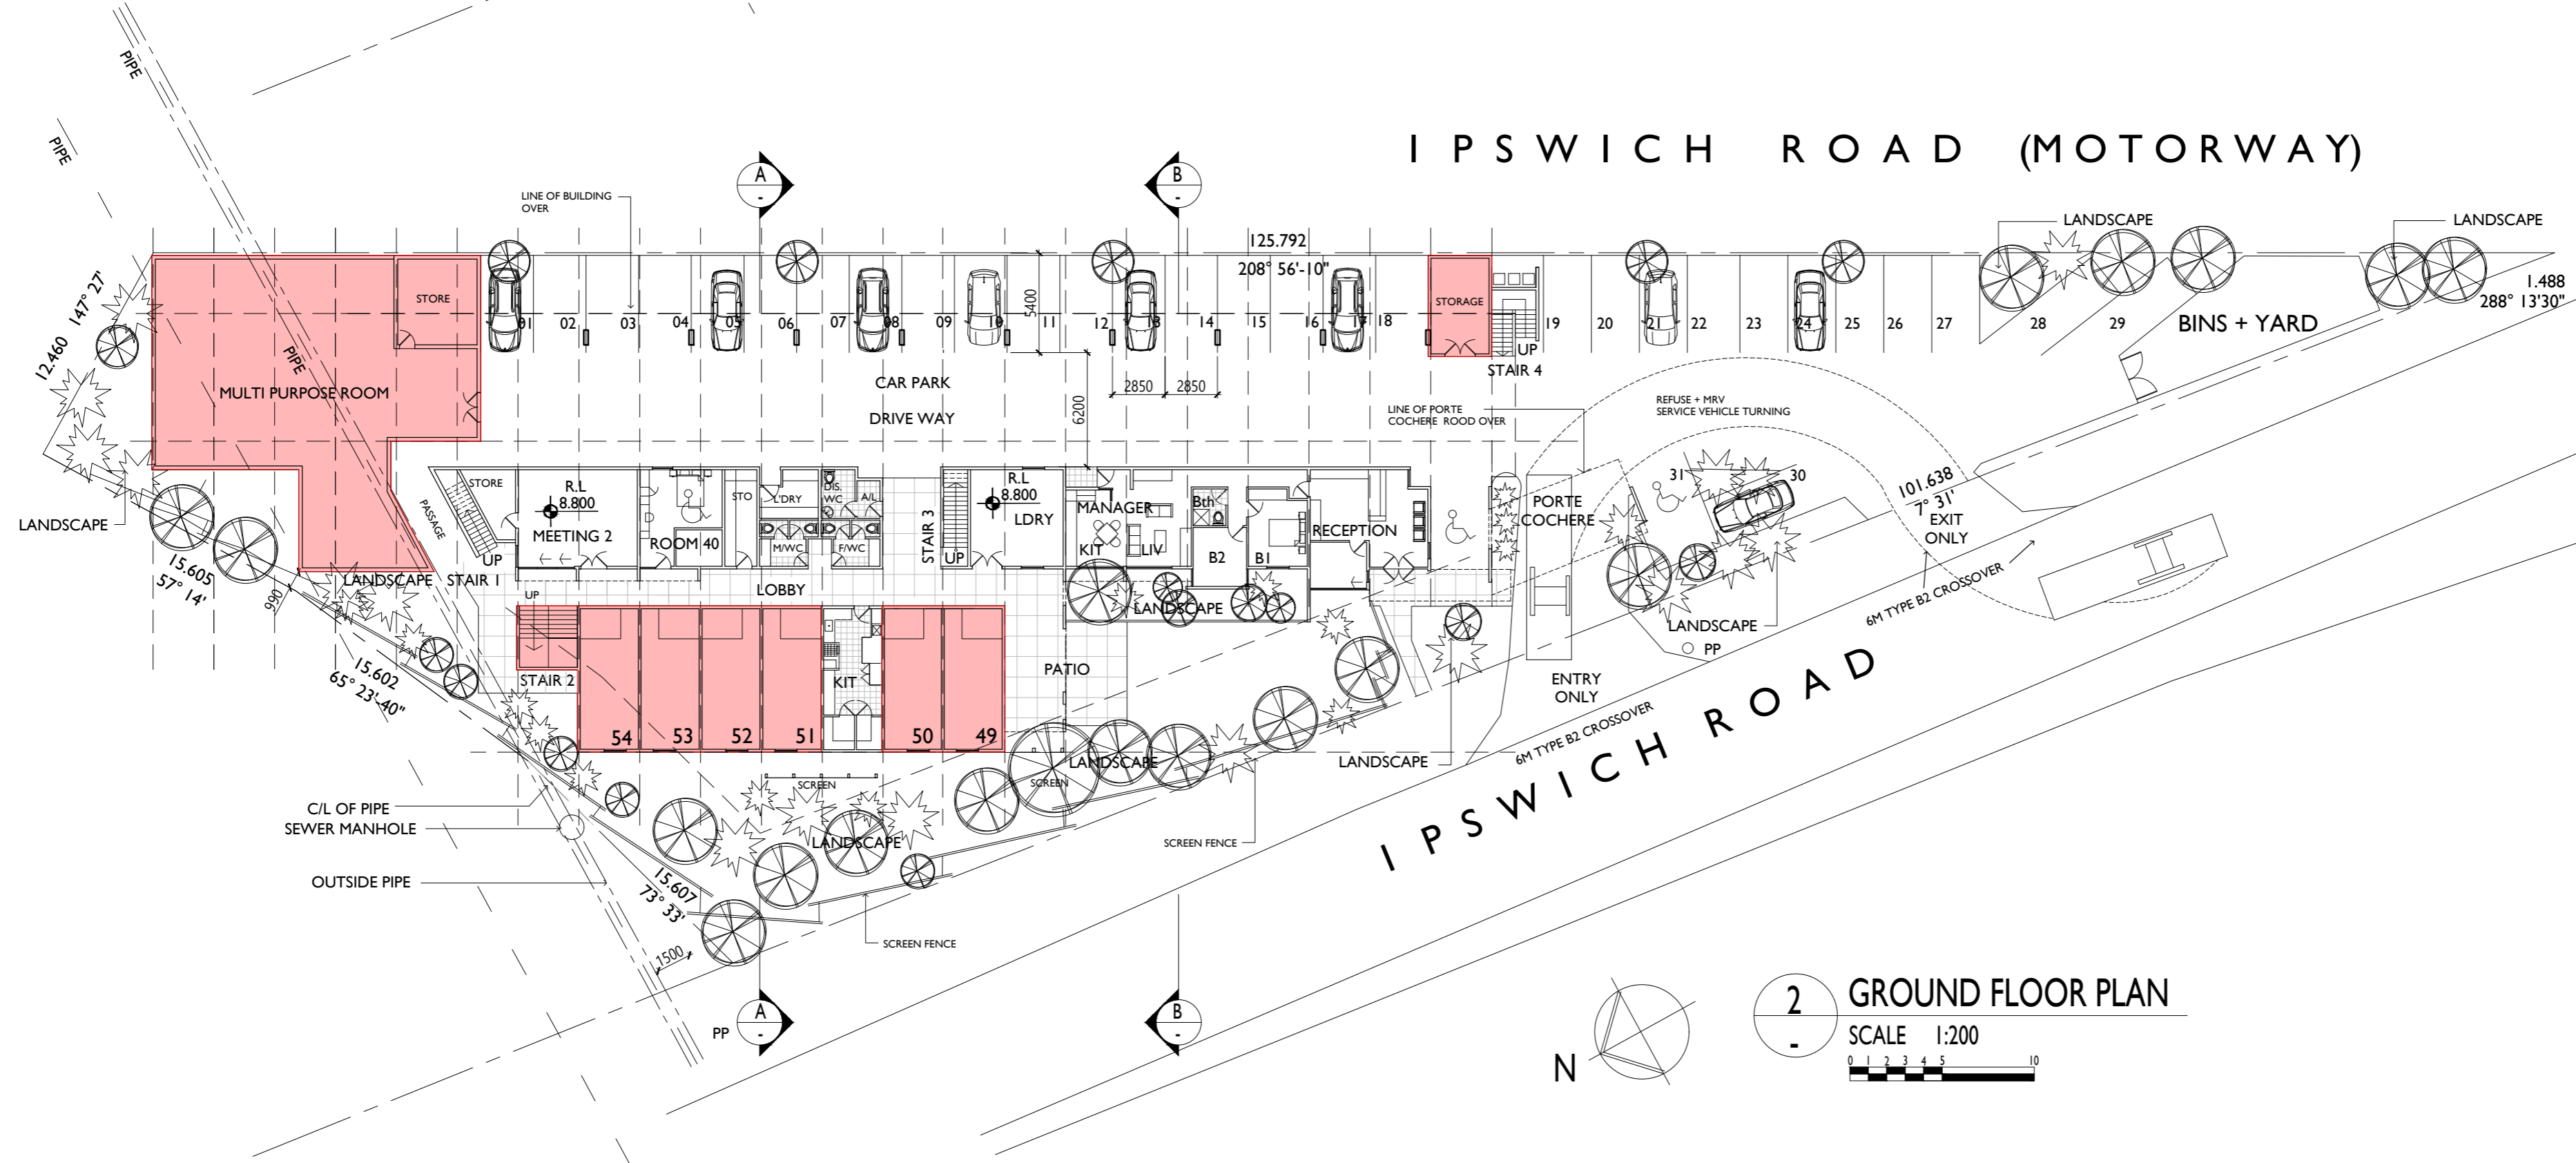 PIPE
PIPE
IPSWICH ROAD (MOTORWAY)
A
-
B
-
LINE OF BUILDING
OVER
LANDSCAPE
LANDSCAPE
125.792
208° 56'-10"
1.488
288° 13'30"
12.460 147° 27'
STORE
STORAGE
5400
01 02 03 04 05 06 07 08 09 10 11 12 13 14 15 16 17 18 19 20 21 22 23 24 25 26 27 28 29
BINS + YARD
UP
STAIR 4
PIPE
MULTI PURPOSE ROOM
CAR PARK
DRIVE WAY
2850 2850
6200
LINE OF PORTE
COCHERE ROOD OVER
REFUSE + MRV
SERVICE VEHICLE TURNING
31
30
101.638
7° 31'
EXIT
ONLY
PORTE
COCHERE
LANDSCAPE
PASSAGE
STORE
R.L
8.800
MEETING 2
ROOM 40
STO
L'DRY
DIS.
WC
A/L
M/WC
F/WC
STAIR 3
UP
R.L
8.800
LDRY
MANAGER
KIT
LIV
Bth
B2
B1
RECEPTION
UP
STAIR 1
LANDSCAPE
15.605
57° 14'
990
UP
LOBBY
LANDSCAPE
6M TYPE B2 CROSSOVER
LANDSCAPE
PP
STAIR 2
KIT
PATIO
ENTRY
ONLY
15.602
65° 23'-40"
54 53 52 51 50 49
6M TYPE B2 CROSSOVER
IPSWICH ROAD
LANDSCAPE
LANDSCAPE
SCREEN
SCREEN
C/L OF PIPE
SEWER MANHOLE
LANDSCAPE
SCREEN FENCE
OUTSIDE PIPE
15.607
73° 33'
SCREEN FENCE
1500
PP
A
-
B
-
N
2
-
GROUND FLOOR PLAN
SCALE 1:200
0 1 2 3 4 5 10